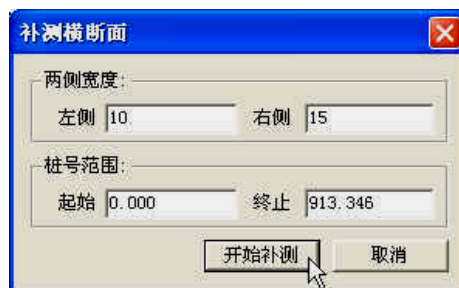 补测横断面
两侧宽度:
左侧 10 右侧 15
桩号范围:
起始 0.000 终止 913.346
开始补测 取消